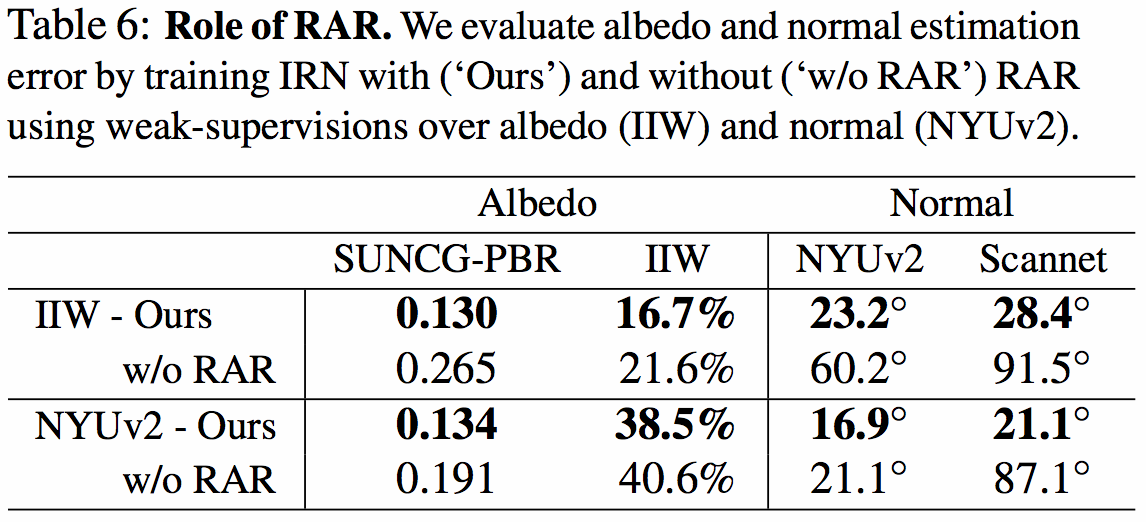 Table 6: Role of RAR. We evaluate albedo and normal estimation
error by training IRN with (‘Ours’) and without (‘w/o RAR’) RAR
using weak-supervisions over albedo (IIW) and normal (NYUv2).
Albedo Normal
SUNCG-PBR IIW NYUv2 Scannet
IIW - Ours 0.130 16.7% 23.2° 28.4°
w/o RAR 0.265 21.6% 60.2° 91.5°
NYUv2 - Ours 0.134 38.5% 16.9° 21.1°
w/o RAR 0.191 40.6% 21.1° 87.1°